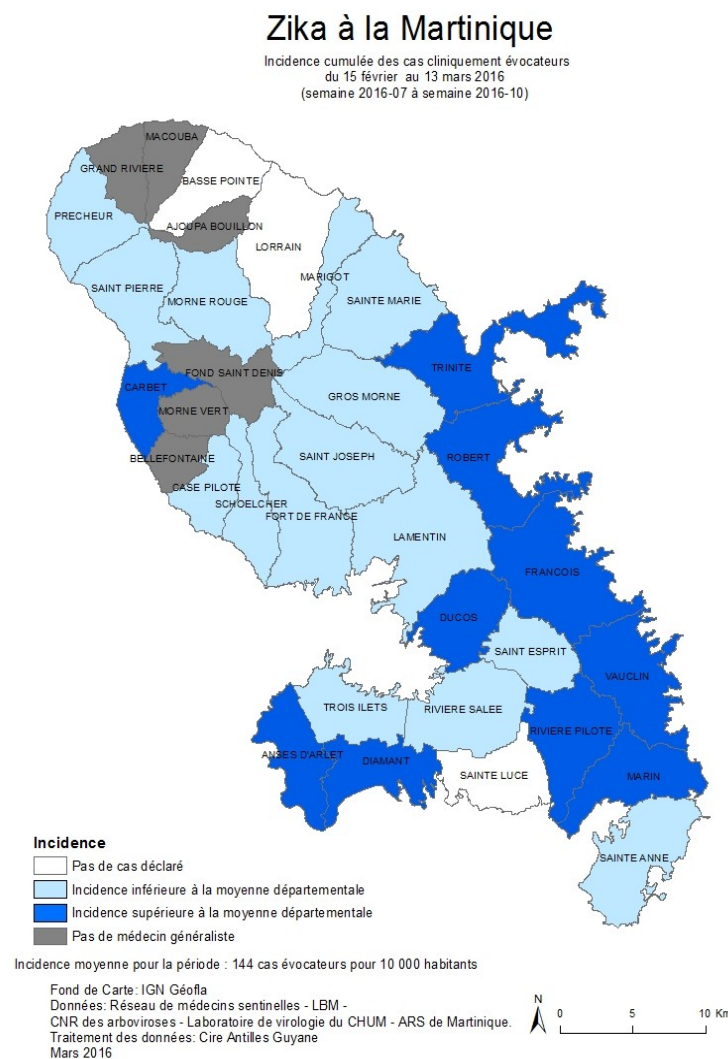 Zika à la Martinique
Incidence cumulée des cas cliniquement évocateurs
du 15 février au 13 mars 2016
(semaine 2016-07 à semaine 2016-10)
MACOUBA
GRAND RIVIERE
BASSE POINTE
PRECHEUR
AJOUPA BOUILLON
LORRAIN
MARIGOT
SAINT PIERRE
MORNE ROUGE
SAINTE MARIE
TRINITE
FOND SAINT DENIS
CARBET
GROS MORNE
MORNE VERT
ROBERT
BELLEFONTAINE
SAINT JOSEPH
CASE PILOTE
SCHOELCHER
FORT DE FRANCE
LAMENTIN
FRANCOIS
DUCOS
SAINT ESPRIT
VAUCLIN
TROIS ILETS
RIVIERE SALEE
RIVIERE PILOTE
ANSES D'ARLET
DIAMANT
SAINTE LUCE
MARIN
SAINTE ANNE
Incidence
Pas de cas déclaré
Incidence inférieure à la moyenne départementale
Incidence supérieure à la moyenne départementale
Pas de médecin généraliste
Incidence moyenne pour la période : 144 cas évocateurs pour 10 000 habitants
Fond de Carte: IGN Géofla
Données: Réseau de médecins sentinelles - LBM -
CNR des arboviroses - Laboratoire de virologie du CHUM - ARS de Martinique.
Traitement des données: Cire Antilles Guyane
Mars 2016
N
0 5 10 Km